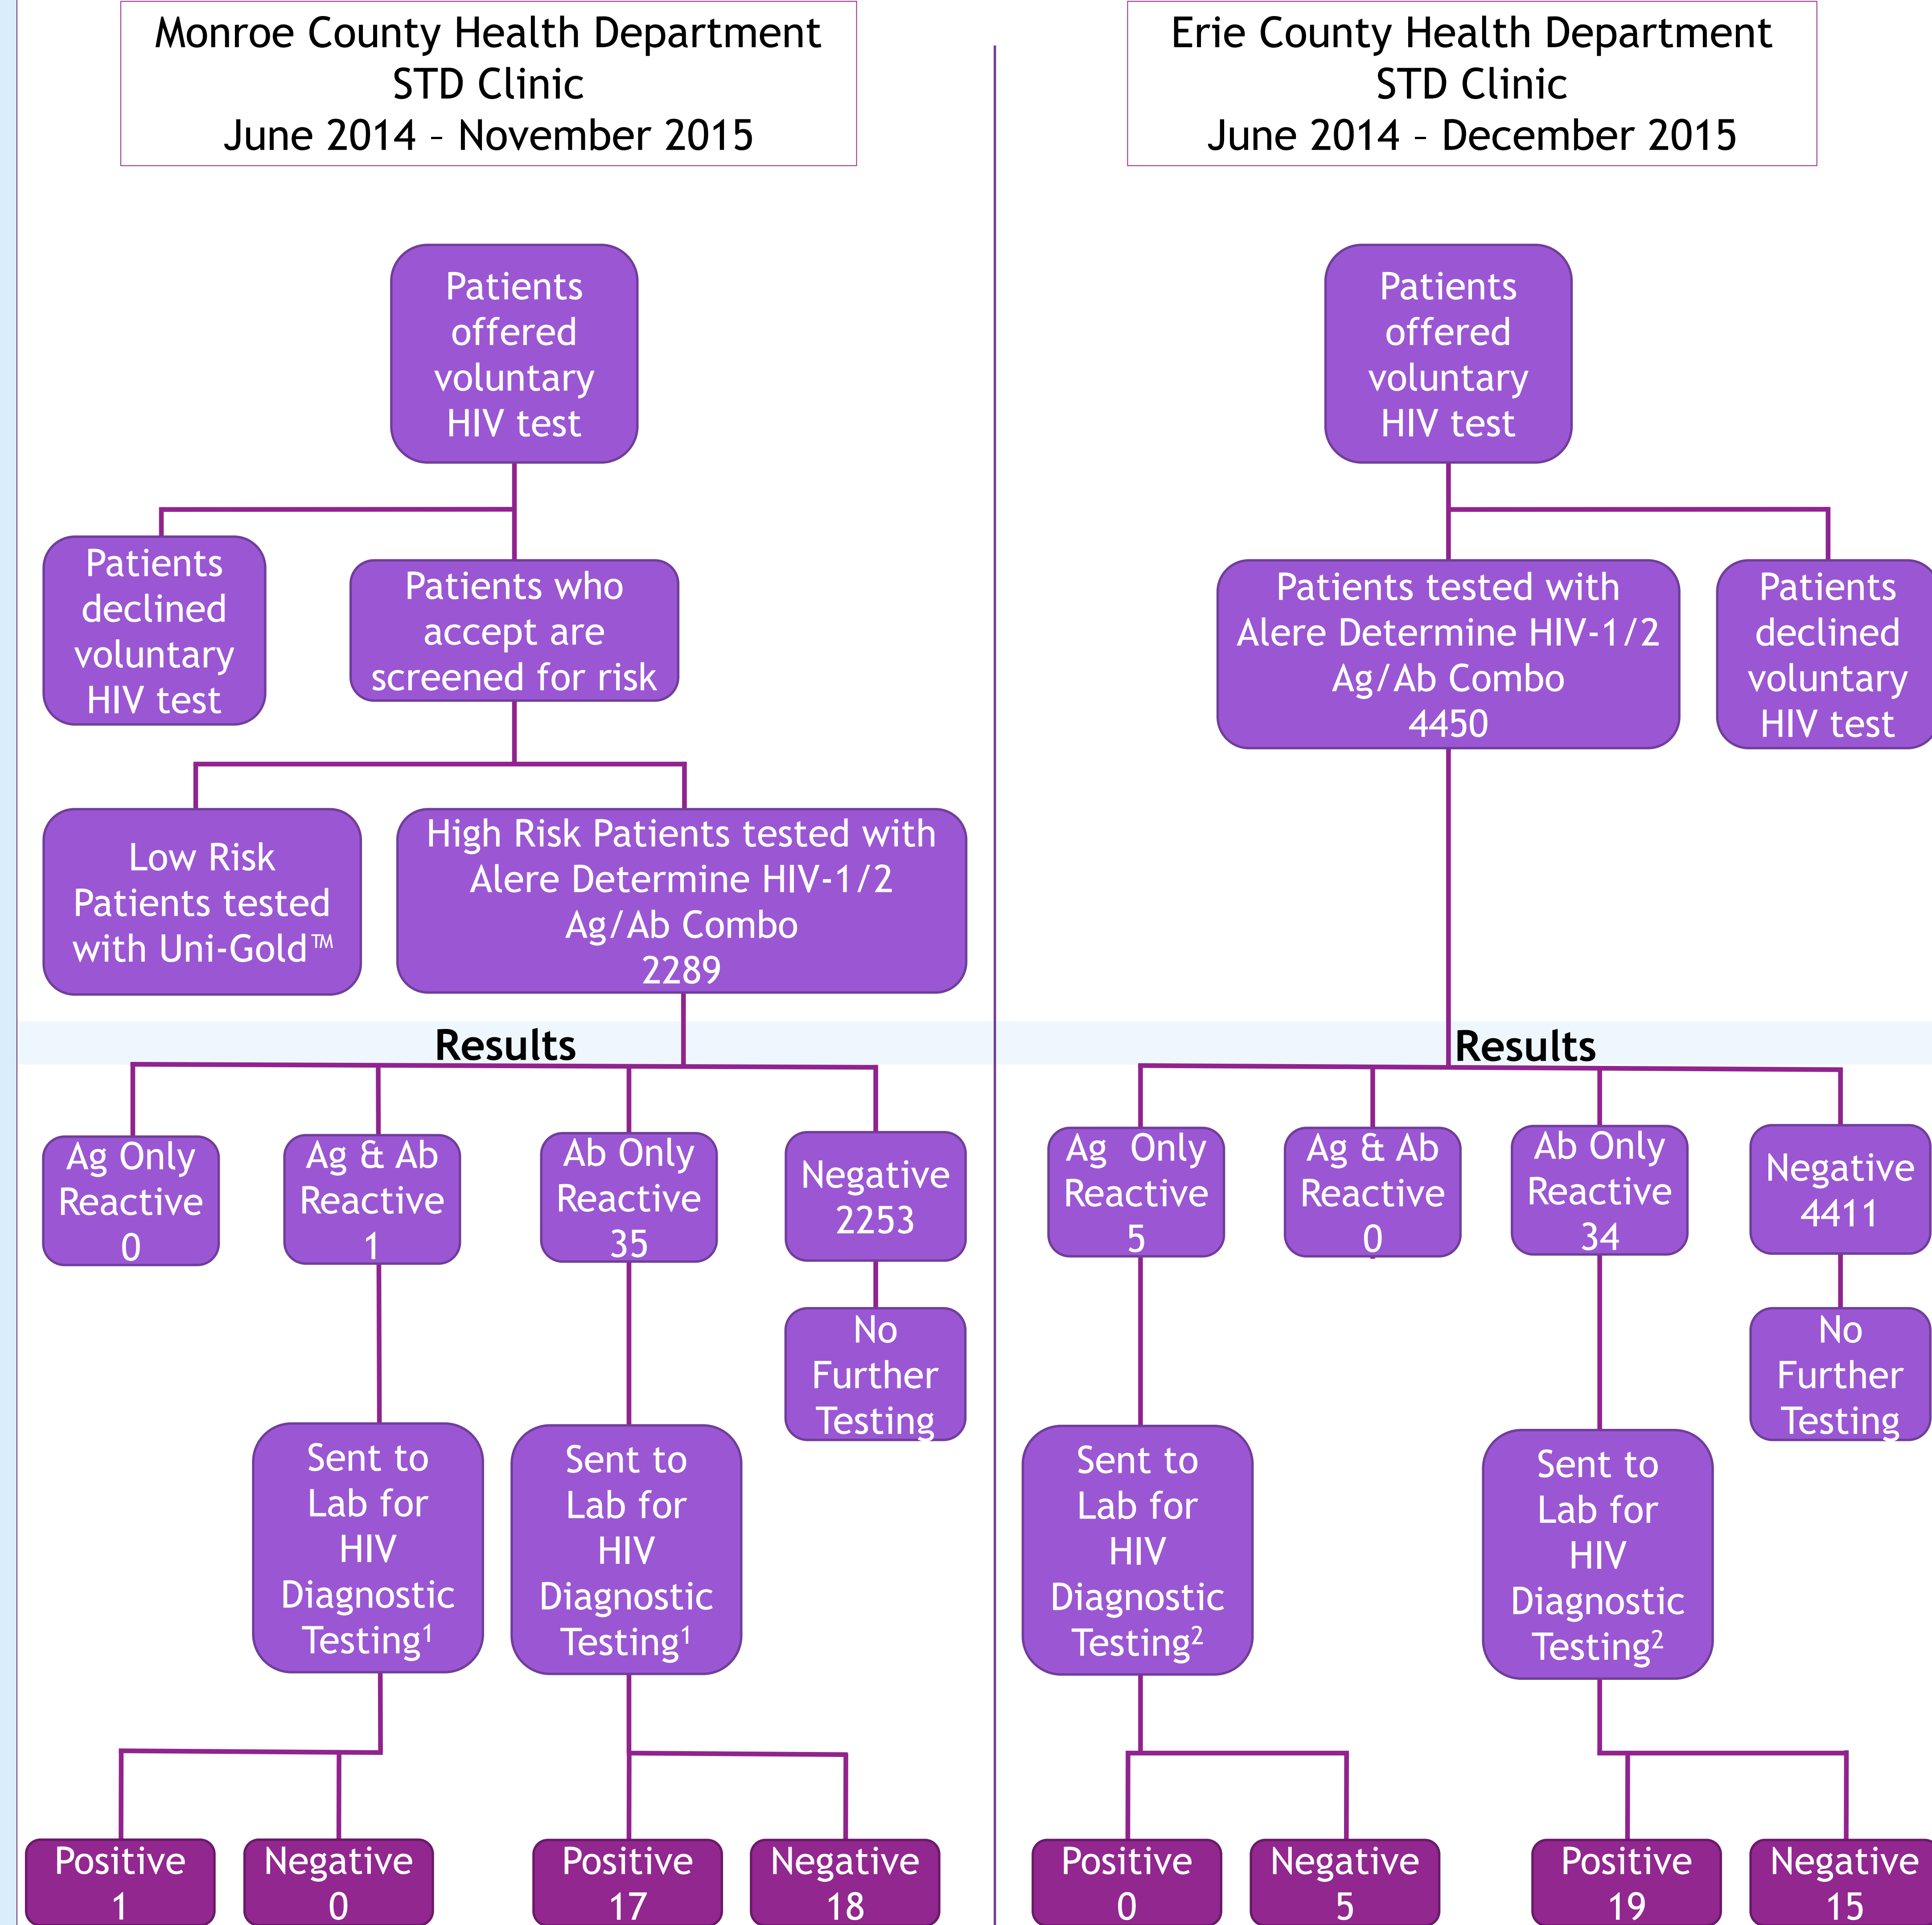 Monroe County Health Department
STD Clinic
June 2014 – November 2015
Patients
offered
voluntary
HIV test
Patients
declined
voluntary
HIV test
Patients who
accept are
screened for risk
Low Risk
Patients tested
with Uni-Gold™
High Risk Patients tested with
Alere Determine HIV-1/2
Ag/Ab Combo
2289
Results
Ag Only
Reactive
0
Ag & Ab
Reactive
1
Ab Only
Reactive
35
Negative
2253
No
Further
Testing
Sent to
Lab for
HIV
Diagnostic
Testing¹
Sent to
Lab for
HIV
Diagnostic
Testing¹
Positive
1
Negative
0
Positive
17
Negative
18
Erie County Health Department
STD Clinic
June 2014 – December 2015
Patients
offered
voluntary
HIV test
Patients tested with
Alere Determine HIV-1/2
Ag/Ab Combo
4450
Patients
declined
voluntary
HIV test
Results
Ag Only
Reactive
5
Ag & Ab
Reactive
0
Ab Only
Reactive
34
Negative
4411
No
Further
Testing
Sent to
Lab for
HIV
Diagnostic
Testing²
Sent to
Lab for
HIV
Diagnostic
Testing²
Positive
0
Negative
5
Positive
19
Negative
15